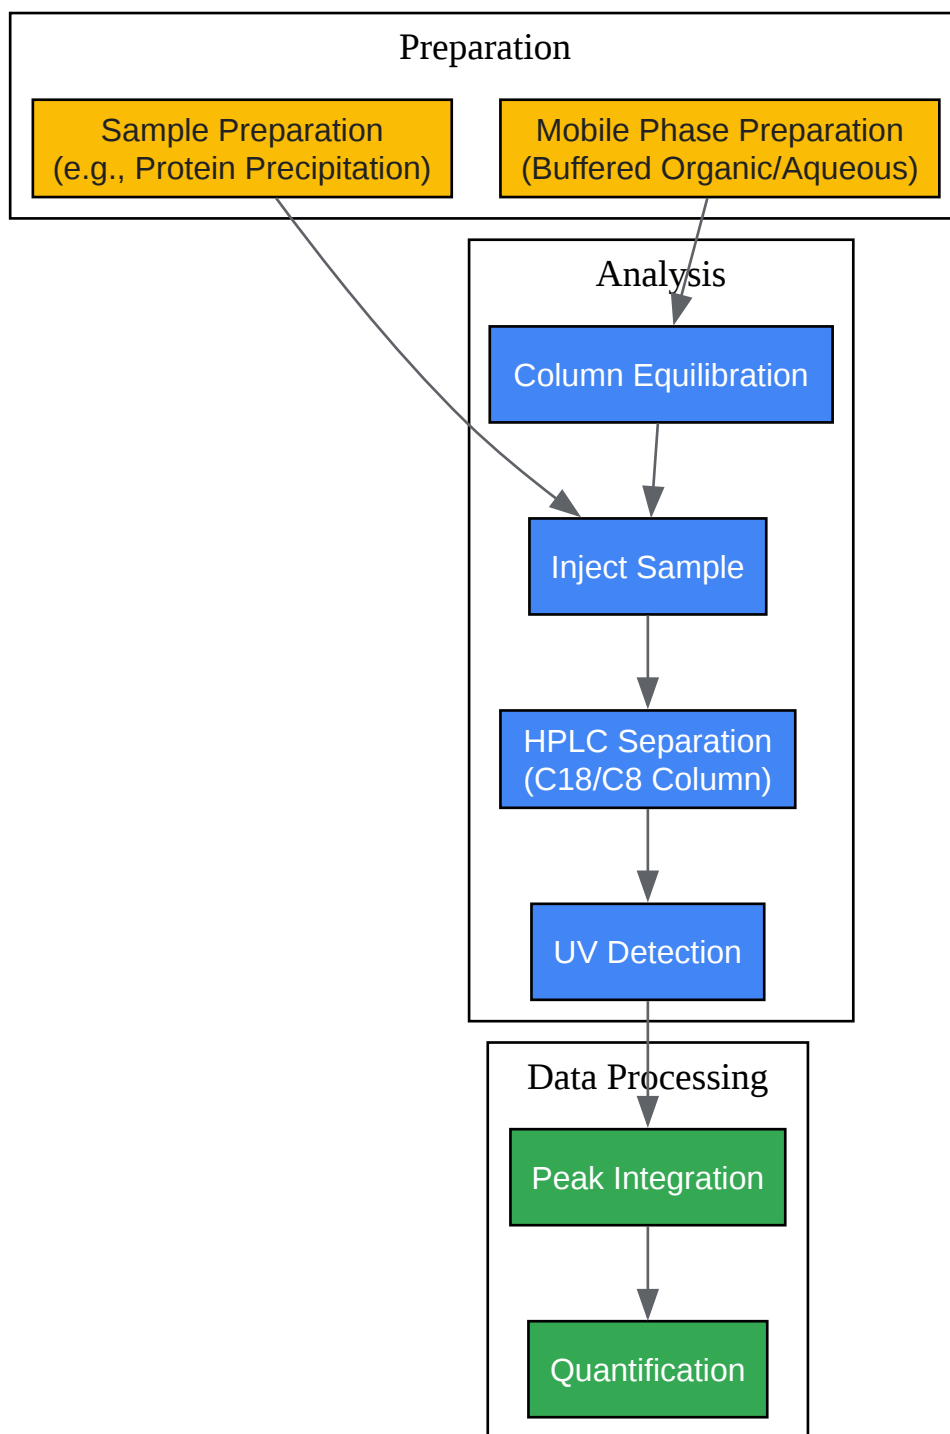 Preparation
Sample Preparation
(e.g., Protein Precipitation)
Mobile Phase Preparation
(Buffered Organic/Aqueous)
Analysis
Column Equilibration
Inject Sample
HPLC Separation
(C18/C8 Column)
UV Detection
Data Processing
Peak Integration
Quantification